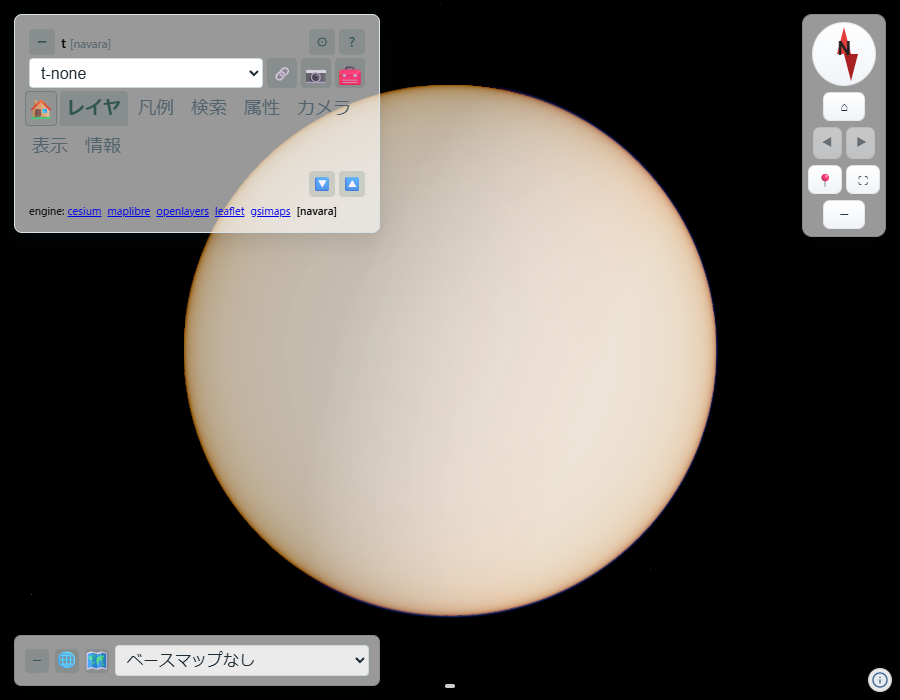 t [navara]
?
t-none
レイヤ 凡例 検索 属性 カメラ
表示 情報
engine: cesium maplibre openlayers leaflet gsimaps [navara]
N
ベースマップなし